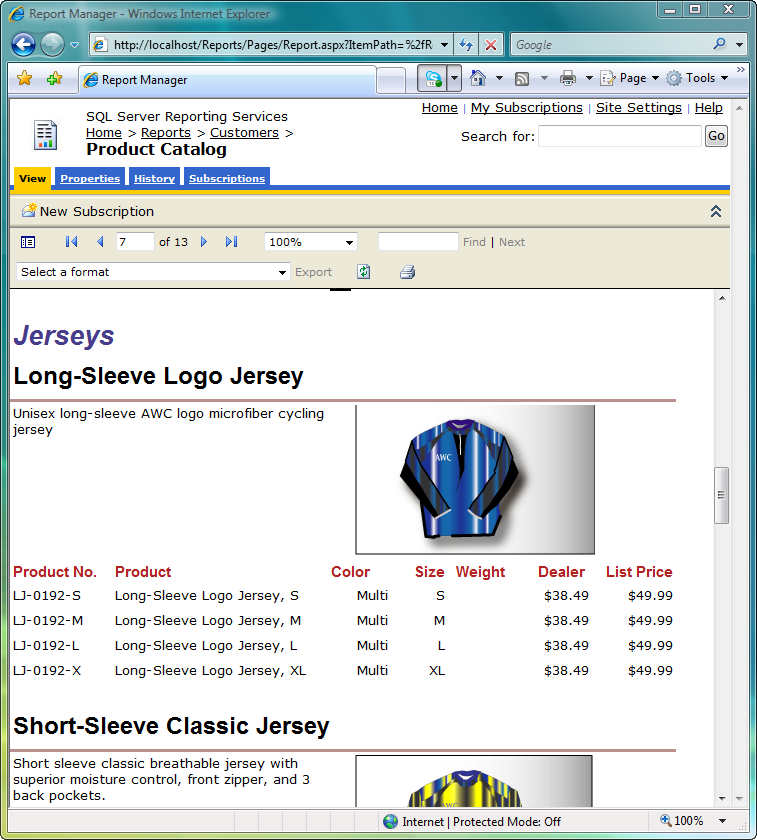 Report Manager - Windows Internet Explorer
http://localhost/Reports/Pages/Report.aspx?ItemPath=%2fR
Google
Report Manager
Page
Tools
Home | My Subscriptions | Site Settings | Help
SQL Server Reporting Services
Home > Reports > Customers >
Product Catalog
Search for: Go
View Properties History Subscriptions
New Subscription
7 of 13 100% Find | Next
Select a format Export
Jerseys
Long-Sleeve Logo Jersey
Unisex long-sleeve AWC logo microfiber cycling
jersey
AWC
Product No. Product Color Size Weight Dealer List Price
LJ-0192-S Long-Sleeve Logo Jersey, S Multi S $38.49 $49.99
LJ-0192-M Long-Sleeve Logo Jersey, M Multi M $38.49 $49.99
LJ-0192-L Long-Sleeve Logo Jersey, L Multi L $38.49 $49.99
LJ-0192-X Long-Sleeve Logo Jersey, XL Multi XL $38.49 $49.99
Short-Sleeve Classic Jersey
Short sleeve classic breathable jersey with
superior moisture control, front zipper, and 3
back pockets.
AWC
Internet | Protected Mode: Off 100%